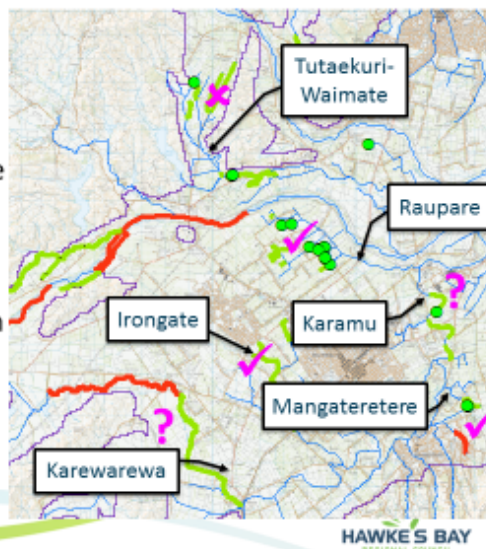 Tutaekuri-
Waimate
Raupare
Irongate
Karamu
?
Mangateretere
?
Karewarewa
HAWKE'S BAY